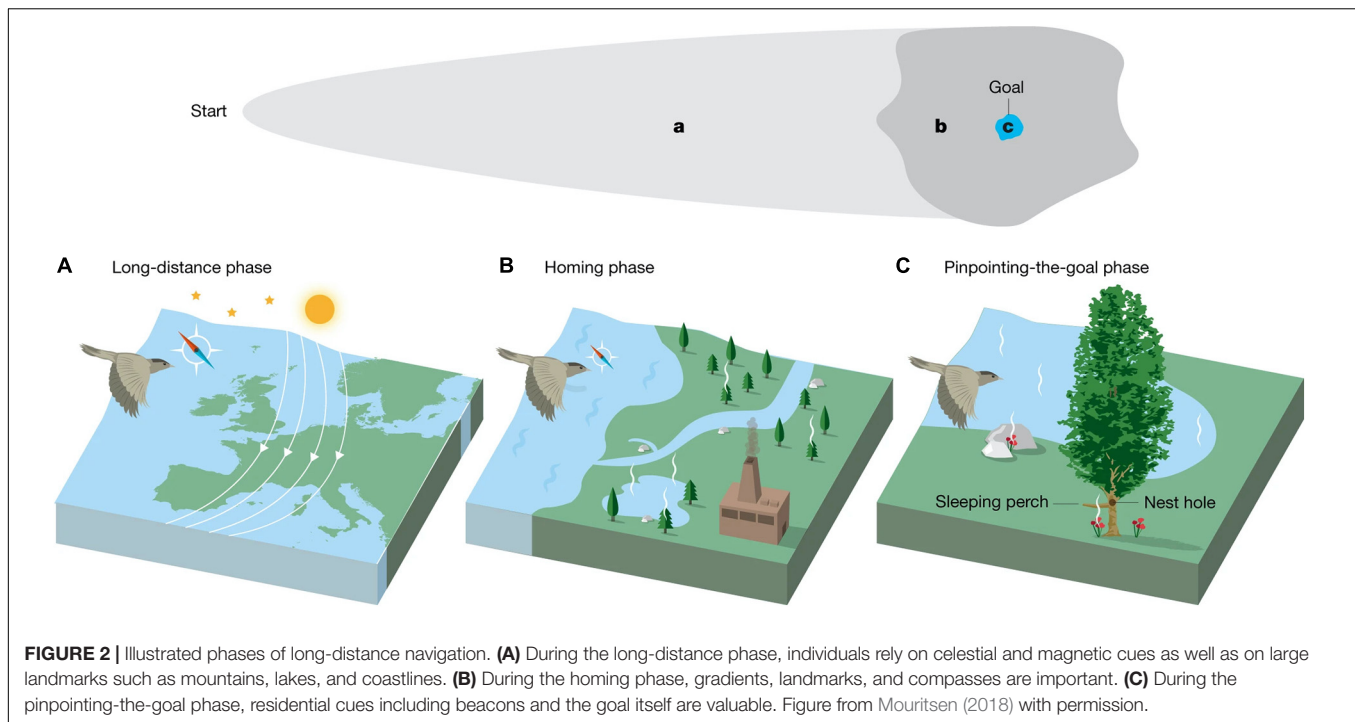 Start
a
b
Goal
c
A Long-distance phase
B Homing phase
C Pinpointing-the-goal phase
Sleeping perch
Nest hole
FIGURE 2 | Illustrated phases of long-distance navigation. (A) During the long-distance phase, individuals rely on celestial and magnetic cues as well as on large
landmarks such as mountains, lakes, and coastlines. (B) During the homing phase, gradients, landmarks, and compasses are important. (C) During the
pinpointing-the-goal phase, residential cues including beacons and the goal itself are valuable. Figure from Mouritsen (2018) with permission.